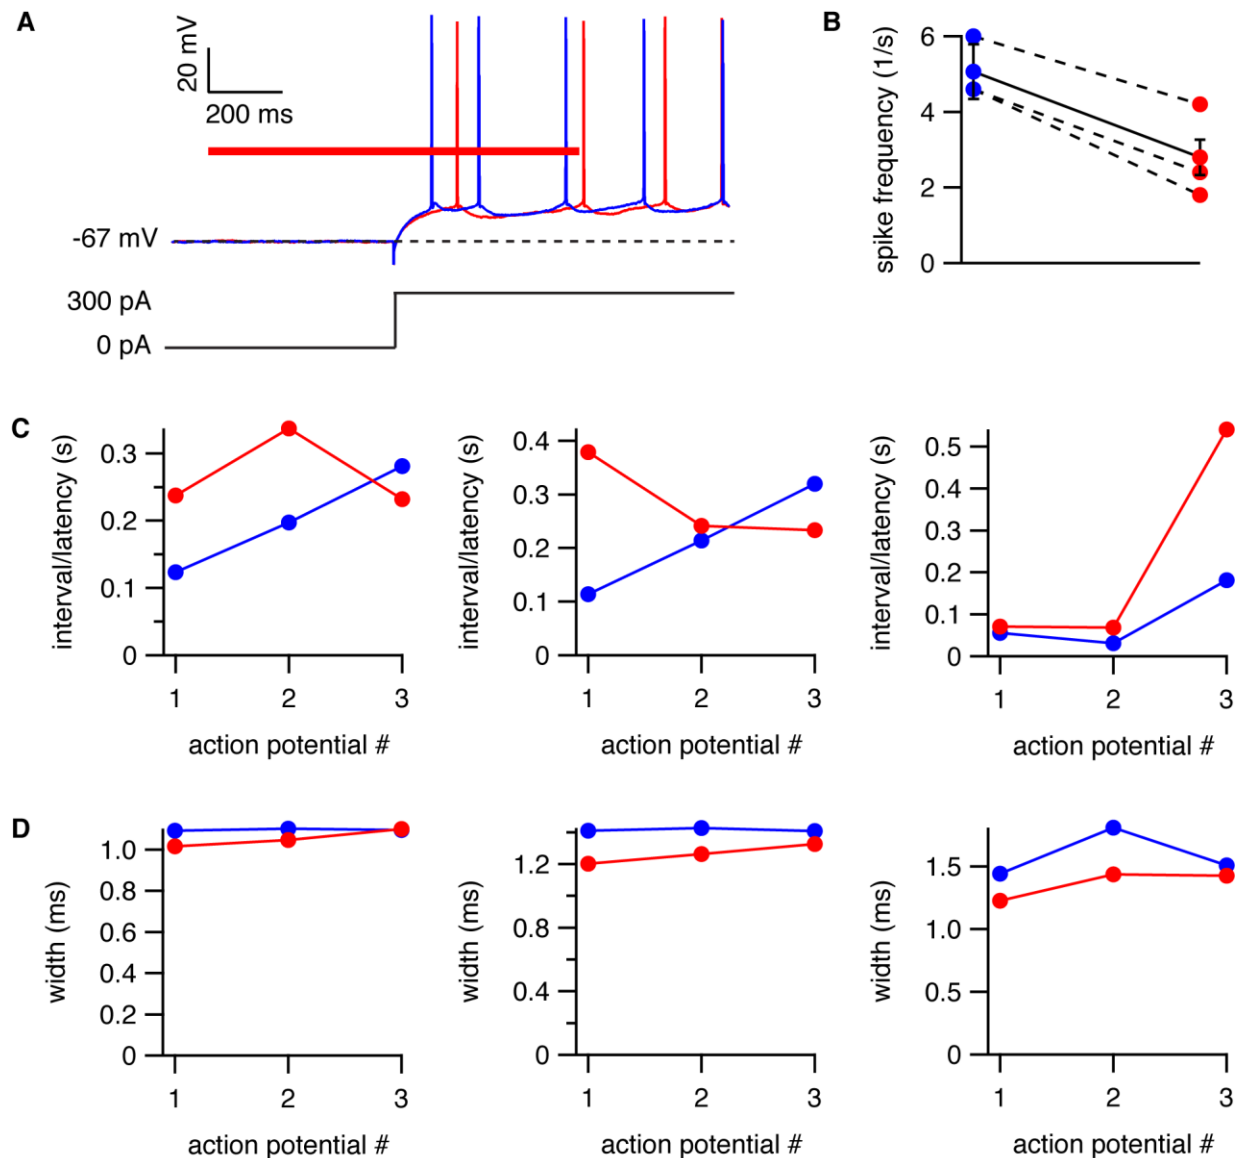 A
20 mV
200 ms
-67 mV
300 pA
0 pA
B
spike frequency (1/s)
6
4
2
0
C
interval/latency (s)
0.3
0.2
0.1
0
1 2 3
action potential #
interval/latency (s)
0.4
0.3
0.2
0.1
0
1 2 3
action potential #
interval/latency (s)
0.5
0.4
0.3
0.2
0.1
0
1 2 3
action potential #
D
width (ms)
1.0
0.8
0.6
0.4
0.2
0
1 2 3
action potential #
width (ms)
1.2
0.8
0.4
0
1 2 3
action potential #
width (ms)
1.5
1.0
0.5
0
1 2 3
action potential #